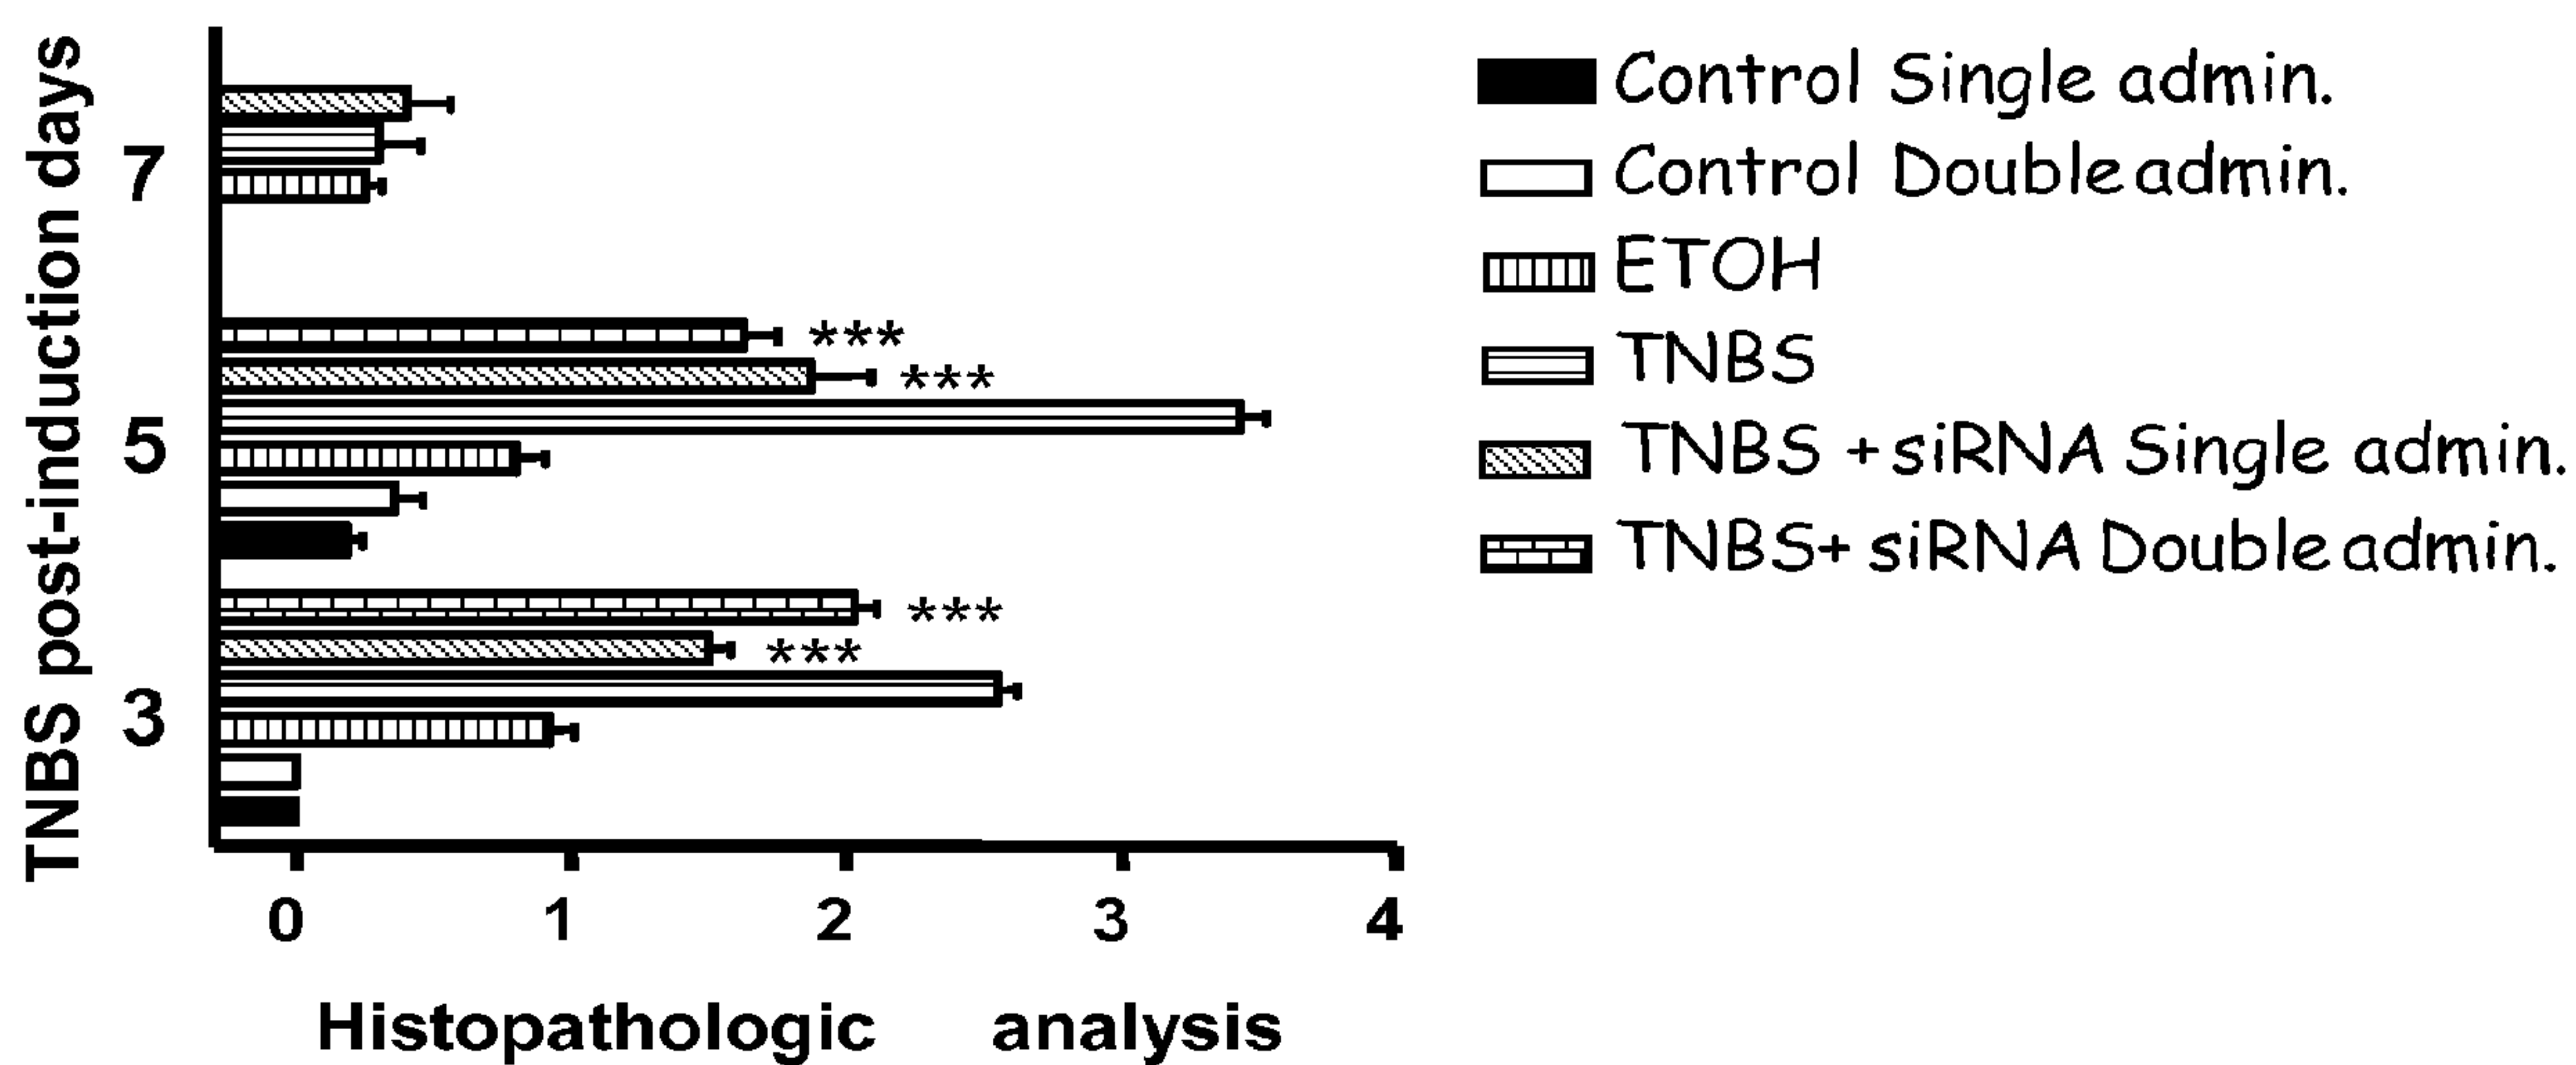 TNBS post-induction days
7
5
3
***
***
***
***
0 1 2 3 4
Histopathologic analysis
Control Single admin.
Control Double admin.
ETOH
TNBS
TNBS +siRNA Single admin.
TNBS+ siRNA Double admin.